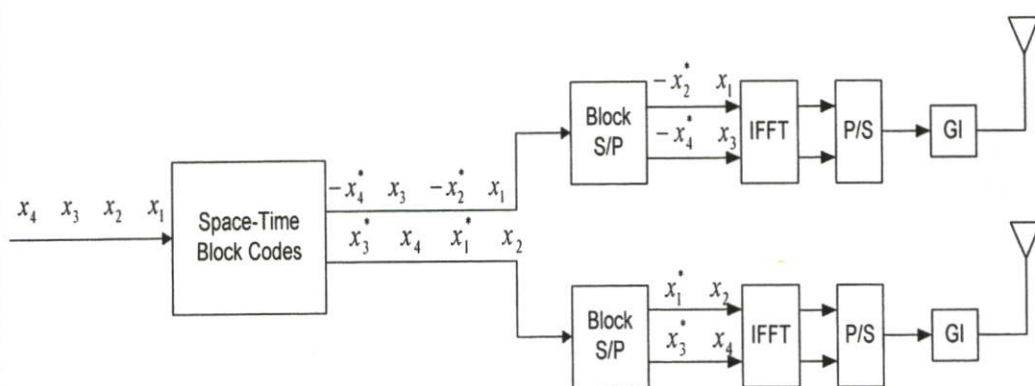 x₄ x₃ x₂ x₁
Space-Time
Block Codes
−x₄* x₃ −x₂* x₁
x₃* x₄ x₁* x₂
Block
S/P
−x₂* x₁
−x₄* x₃
IFFT
P/S
GI
Block
S/P
x₁* x₂
x₃* x₄
IFFT
P/S
GI